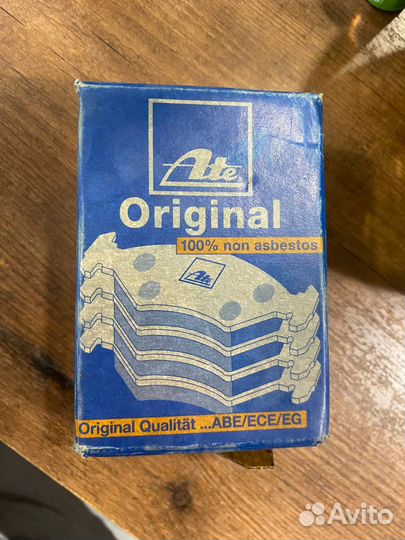 Ate
Original
100% non asbestos
Ate
Original Qualität ...ABE/ECE/EG
Avito